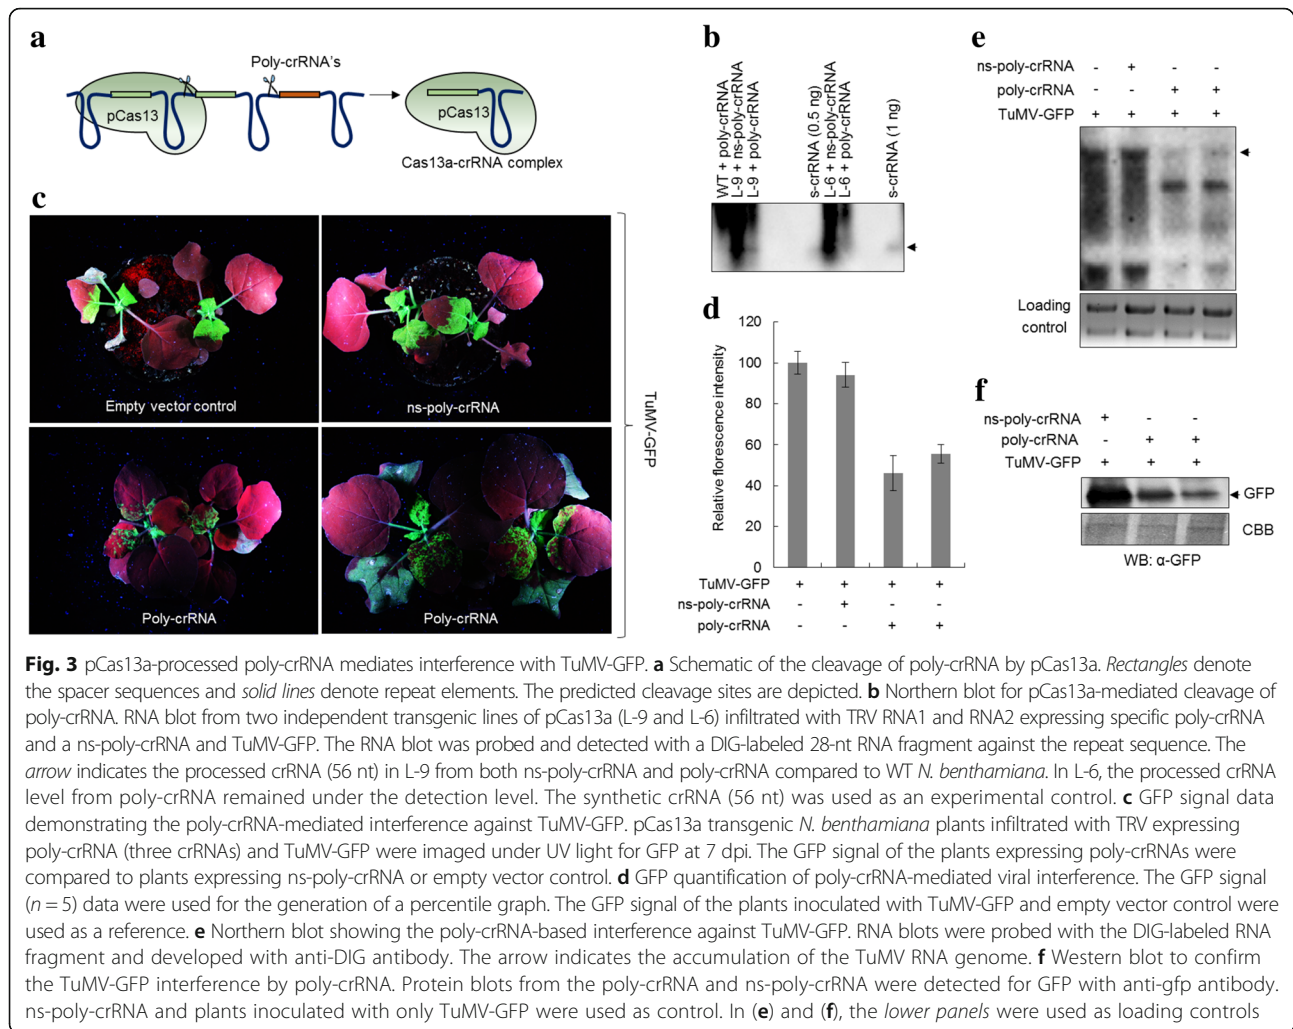 a
Poly-crRNA's
pCas13
pCas13
Cas13a-crRNA complex
b
WT + poly-crRNA
L-9 + ns-poly-crRNA
L-9 + poly-crRNA
s-crRNA (0.5 ng)
L-6 + ns-poly-crRNA
L-6 + poly-crRNA
s-crRNA (1 ng)
c
Empty vector control
ns-poly-crRNA
Poly-crRNA
Poly-crRNA
TuMV-GFP
d
Relative florescence intensity
120
100
80
60
40
20
0
TuMV-GFP + + + +
ns-poly-crRNA - + - -
poly-crRNA - - + +
e
ns-poly-crRNA - + - -
poly-crRNA - - + +
TuMV-GFP + + + +
Loading
control
f
ns-poly-crRNA + - -
poly-crRNA - + +
TuMV-GFP + + +
GFP
CBB
WB: α-GFP
Fig. 3 pCas13a-processed poly-crRNA mediates interference with TuMV-GFP. a Schematic of the cleavage of poly-crRNA by pCas13a. Rectangles denote
the spacer sequences and solid lines denote repeat elements. The predicted cleavage sites are depicted. b Northern blot for pCas13a-mediated cleavage of
poly-crRNA. RNA blot from two independent transgenic lines of pCas13a (L-9 and L-6) infiltrated with TRV RNA1 and RNA2 expressing specific poly-crRNA
and a ns-poly-crRNA and TuMV-GFP. The RNA blot was probed and detected with a DIG-labeled 28-nt RNA fragment against the repeat sequence. The
arrow indicates the processed crRNA (56 nt) in L-9 from both ns-poly-crRNA and poly-crRNA compared to WT N. benthamiana. In L-6, the processed crRNA
level from poly-crRNA remained under the detection level. The synthetic crRNA (56 nt) was used as an experimental control. c GFP signal data
demonstrating the poly-crRNA-mediated interference against TuMV-GFP. pCas13a transgenic N. benthamiana plants infiltrated with TRV expressing
poly-crRNA (three crRNAs) and TuMV-GFP were imaged under UV light for GFP at 7 dpi. The GFP signal of the plants expressing poly-crRNAs were
compared to plants expressing ns-poly-crRNA or empty vector control. d GFP quantification of poly-crRNA-mediated viral interference. The GFP signal
(n = 5) data were used for the generation of a percentile graph. The GFP signal of the plants inoculated with TuMV-GFP and empty vector control were
used as a reference. e Northern blot showing the poly-crRNA-based interference against TuMV-GFP. RNA blots were probed with the DIG-labeled RNA
fragment and developed with anti-DIG antibody. The arrow indicates the accumulation of the TuMV RNA genome. f Western blot to confirm
the TuMV-GFP interference by poly-crRNA. Protein blots from the poly-crRNA and ns-poly-crRNA were detected for GFP with anti-gfp antibody.
ns-poly-crRNA and plants inoculated with only TuMV-GFP were used as control. In (e) and (f), the lower panels were used as loading controls